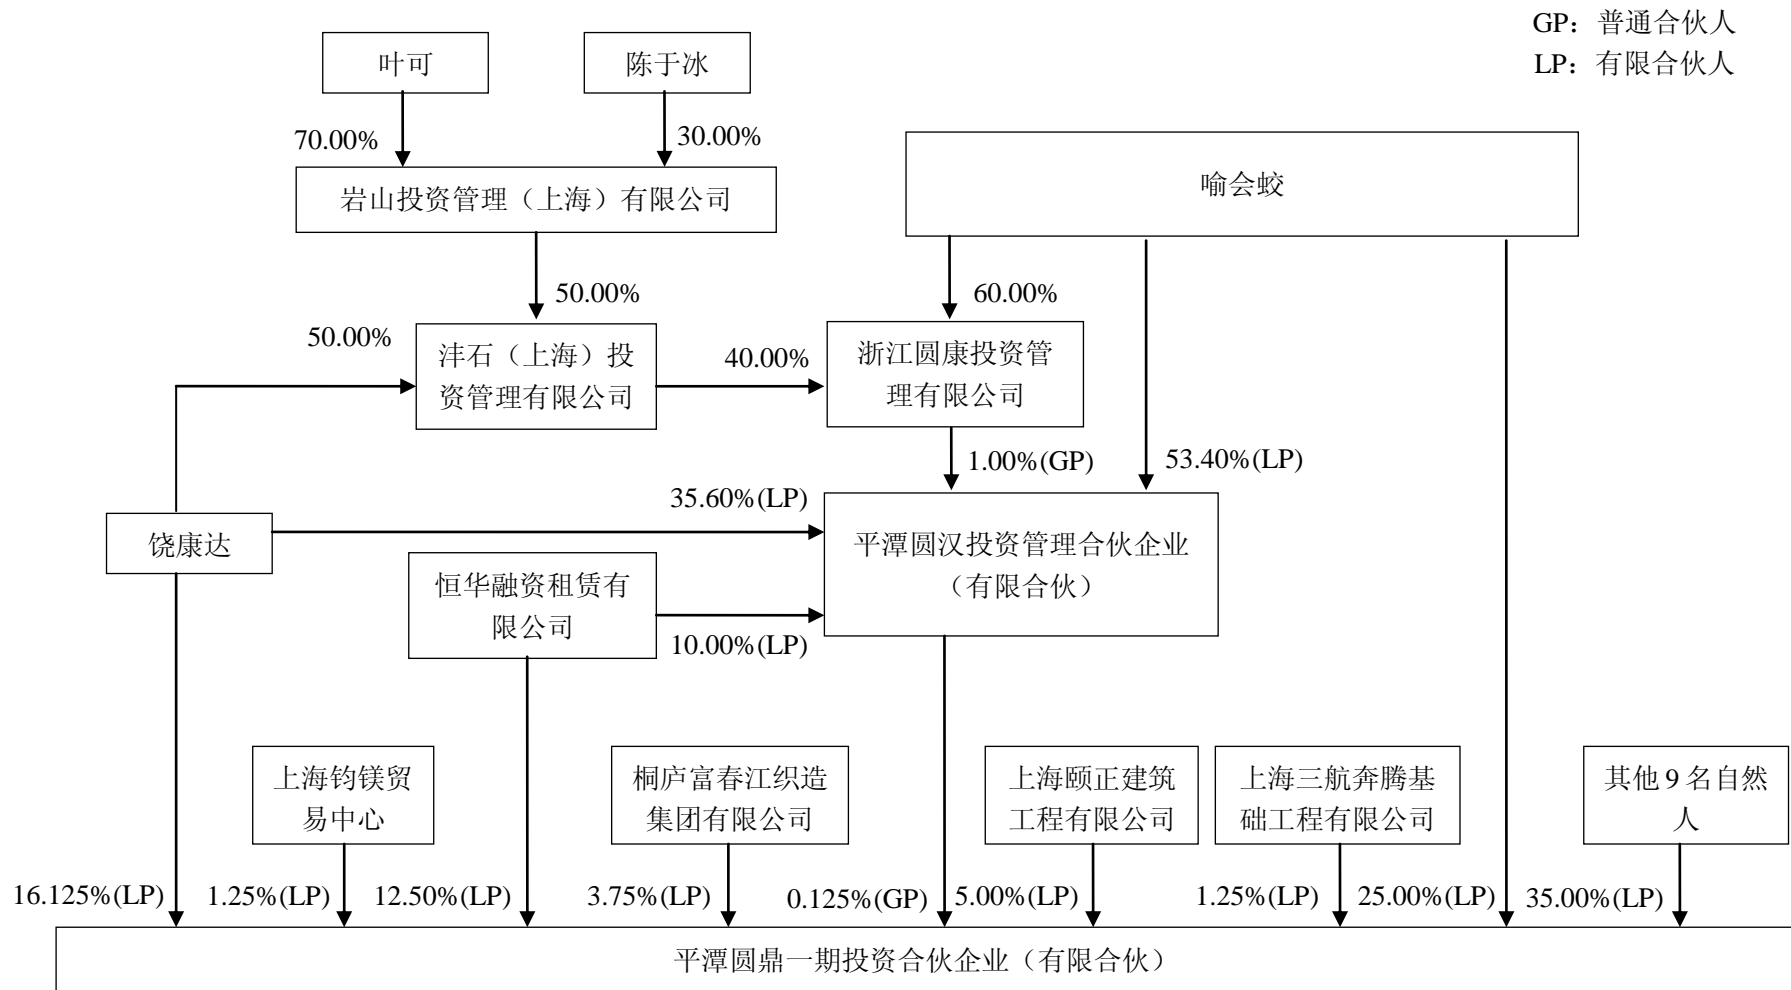 GP：普通合伙人
LP：有限合伙人
叶可
陈于冰
70.00%
30.00%
岩山投资管理（上海）有限公司
喻会蛟
50.00%
60.00%
50.00%
沣石（上海）投
资管理有限公司
40.00%
浙江圆康投资管
理有限公司
1.00%(GP)
53.40%(LP)
35.60%(LP)
饶康达
平潭圆汉投资管理合伙企业
（有限合伙）
恒华融资租赁有
限公司
10.00%(LP)
上海钧镁贸
易中心
桐庐富春江织造
集团有限公司
上海颐正建筑
工程有限公司
上海三航奔腾基
础工程有限公司
其他 9 名自然
人
16.125%(LP)
1.25%(LP)
12.50%(LP)
3.75%(LP)
0.125%(GP)
5.00%(LP)
1.25%(LP)
25.00%(LP)
35.00%(LP)
平潭圆鼎一期投资合伙企业（有限合伙）